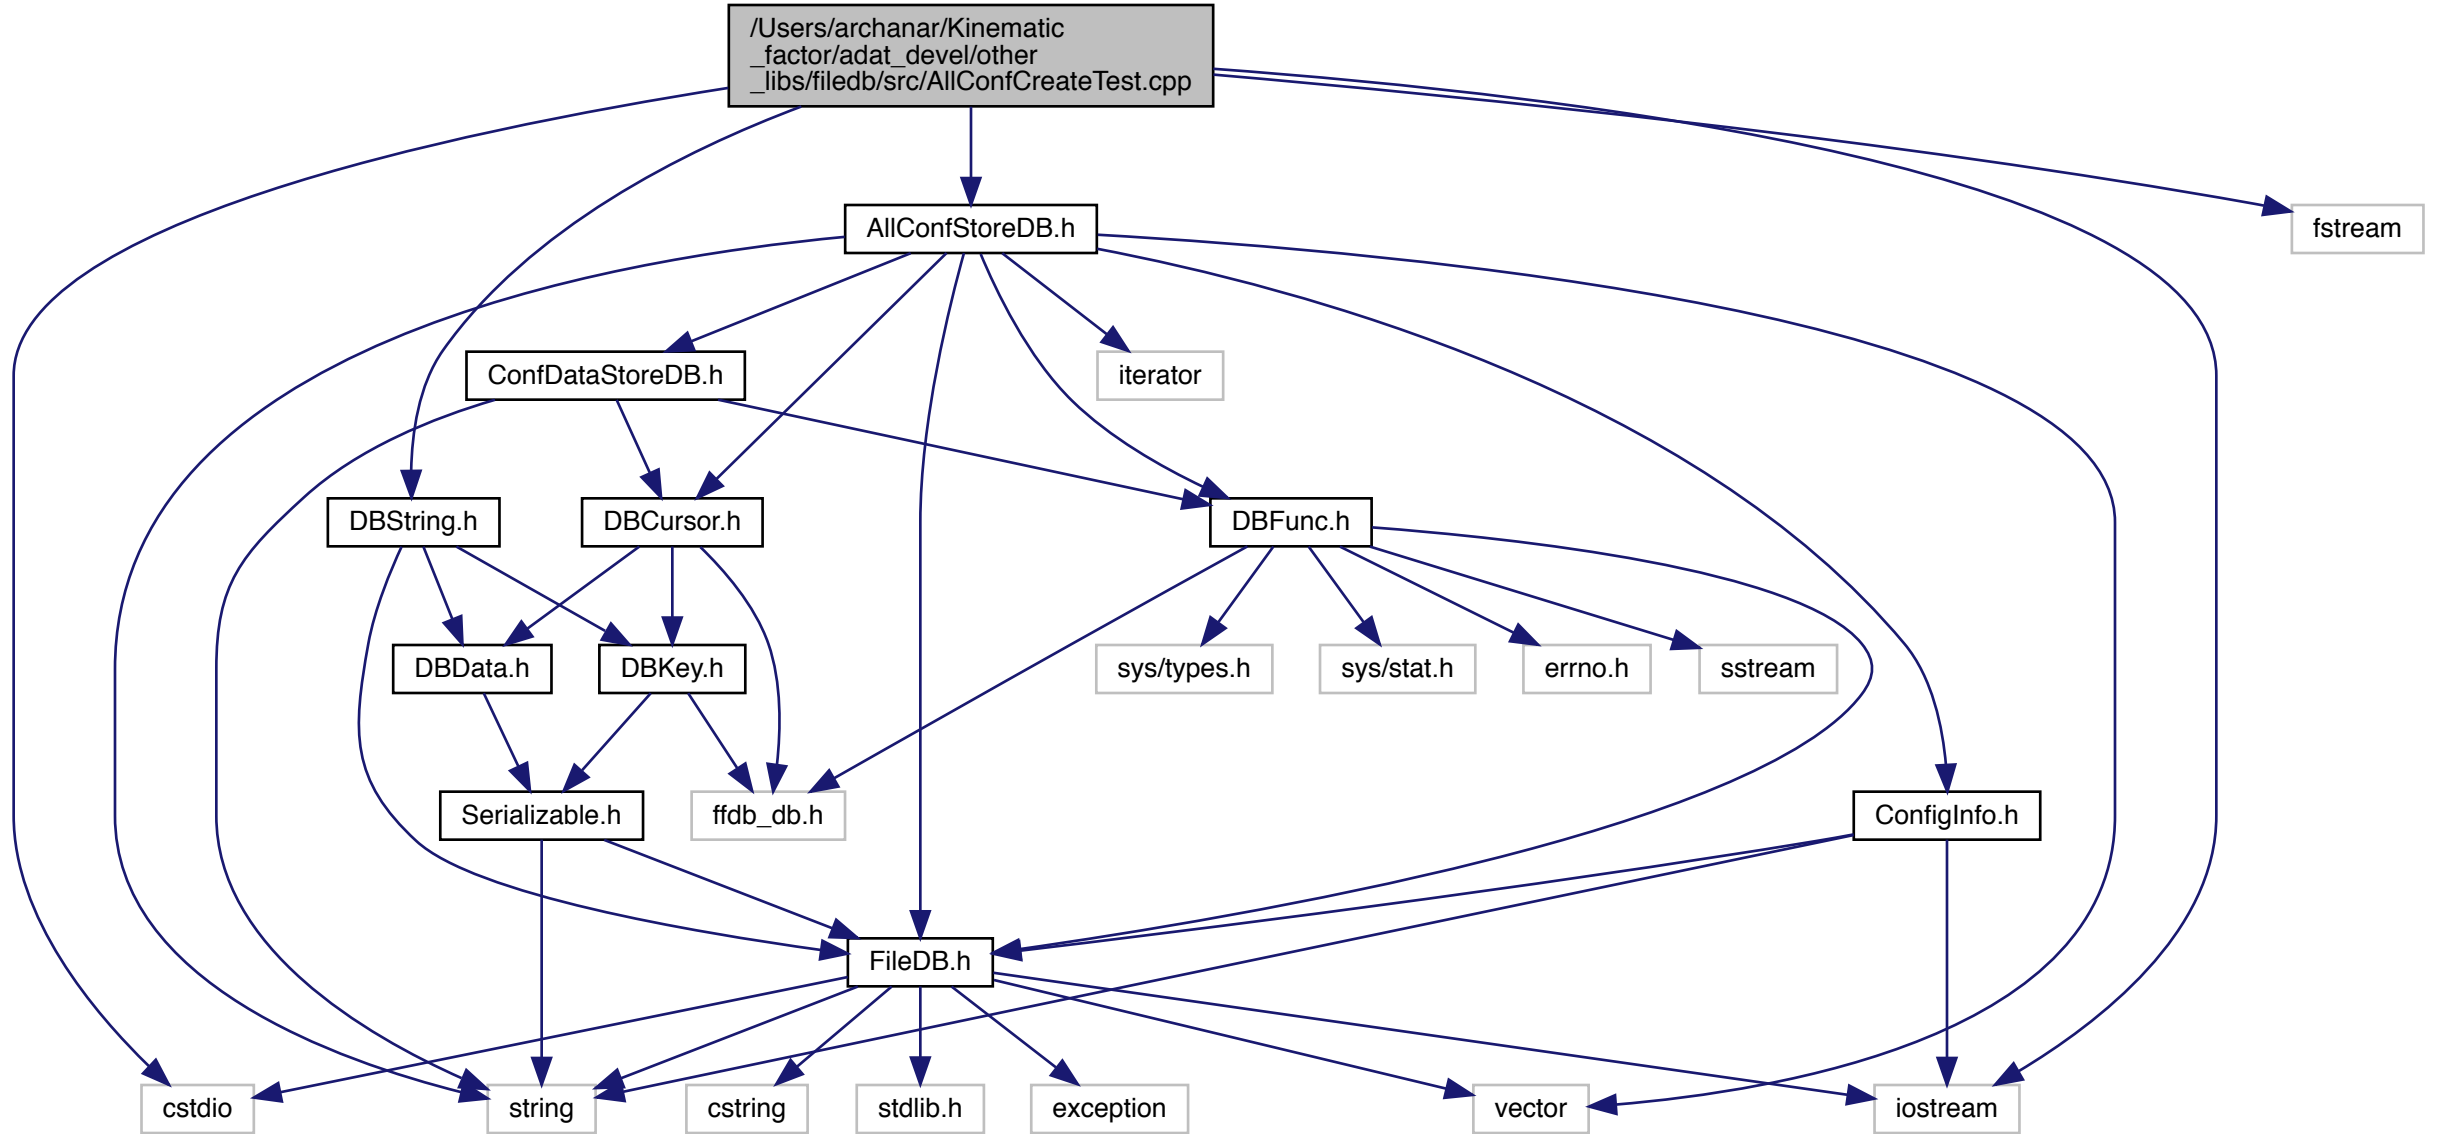 /Users/archanar/Kinematic
_factor/adat_devel/other
_libs/filedb/src/AllConfCreateTest.cpp
AllConfStoreDB.h
fstream
ConfDataStoreDB.h
iterator
DBString.h
DBCursor.h
DBFunc.h
DBData.h
DBKey.h
sys/types.h
sys/stat.h
errno.h
sstream
Serializable.h
ffdb_db.h
ConfigInfo.h
FileDB.h
cstdio
string
cstring
stdlib.h
exception
vector
iostream